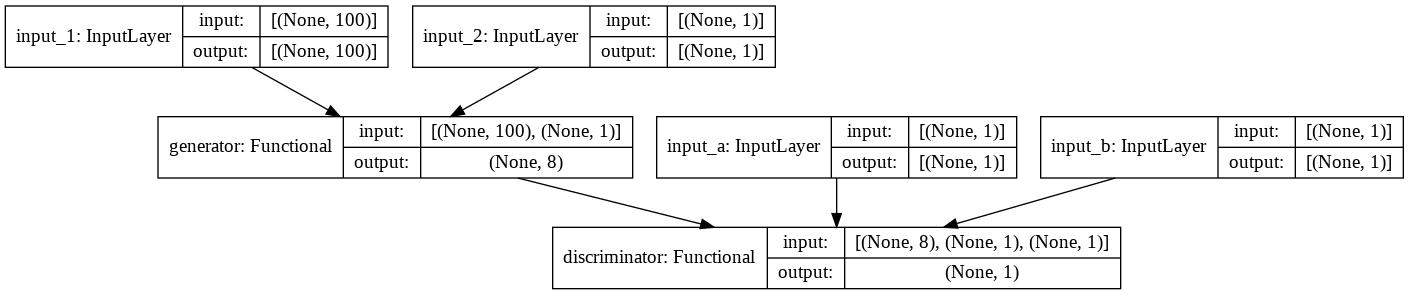 input_1: InputLayer
input: [(None, 100)]
output: [(None, 100)]
input_2: InputLayer
input: [(None, 1)]
output: [(None, 1)]
generator: Functional
input: [(None, 100), (None, 1)]
output: (None, 8)
input_a: InputLayer
input: [(None, 1)]
output: [(None, 1)]
input_b: InputLayer
input: [(None, 1)]
output: [(None, 1)]
discriminator: Functional
input: [(None, 8), (None, 1), (None, 1)]
output: (None, 1)